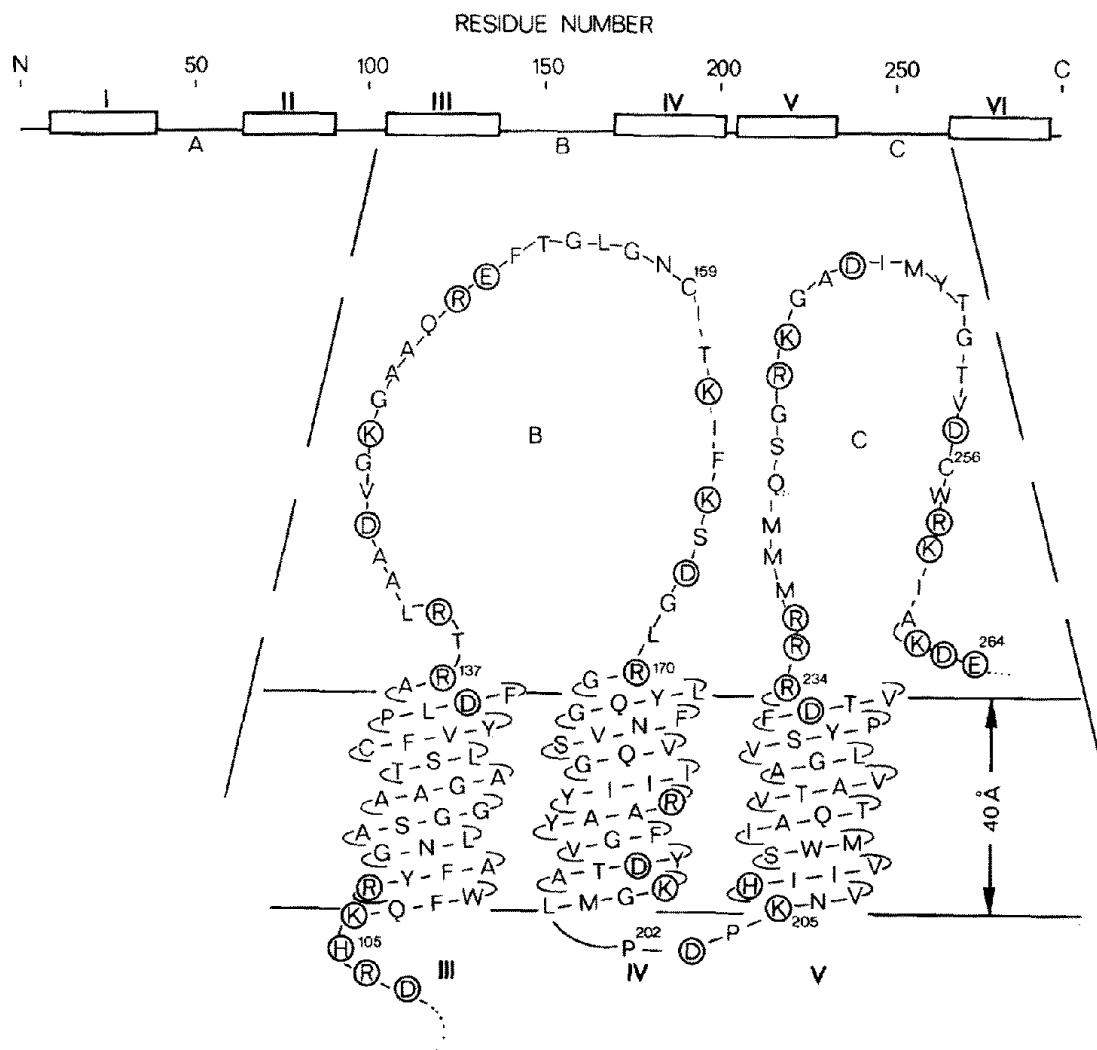 RESIDUE NUMBER
N 50 100 150 200 250 C
I II III IV V VI
A B C
R-T-R-L-A-A-D-V-G-K-G-A-A-Q-R-E-F-T-G-L-G-N-C-T-K-I-F-K-S-D-G-L-R
159
B
R-R-R-M-M-M-Q-S-G-R-K-G-A-D-I-M-Y-T-G-T-V-D-C-W-R-K-I-A-K-D-E
256
264
C
A-R 137
P-L-D-F
C-F-V-Y
T-S-L
A-A-G-A
A-S-G-G
G-N-L
R-Y-F-A
K-Q-F-W
H 105
R-D
III
G-R 170
G-Q-Y-L
S-V-N-F
G-Q-V
Y-I-I-I
Y-A-A-R
V-G-F
A-T-D-Y
L-M-G-K
P 202-D-P
IV
R 234
F-D-T-V
V-S-Y-P
A-G-L
V-T-A-V
I-A-Q-T
S-W-M
H-I-I-V
K-N-V
205
V
40Å